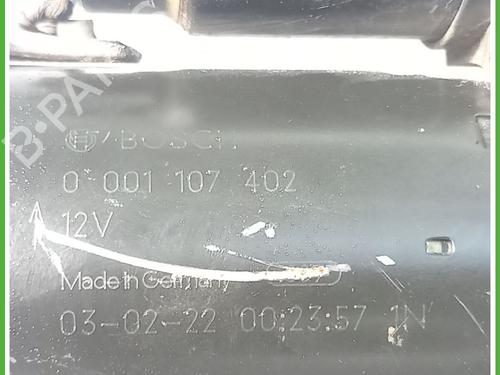 BOSCH
0 001 107 402
12V
Made in Germany
03-02-22 00:23:57 1N